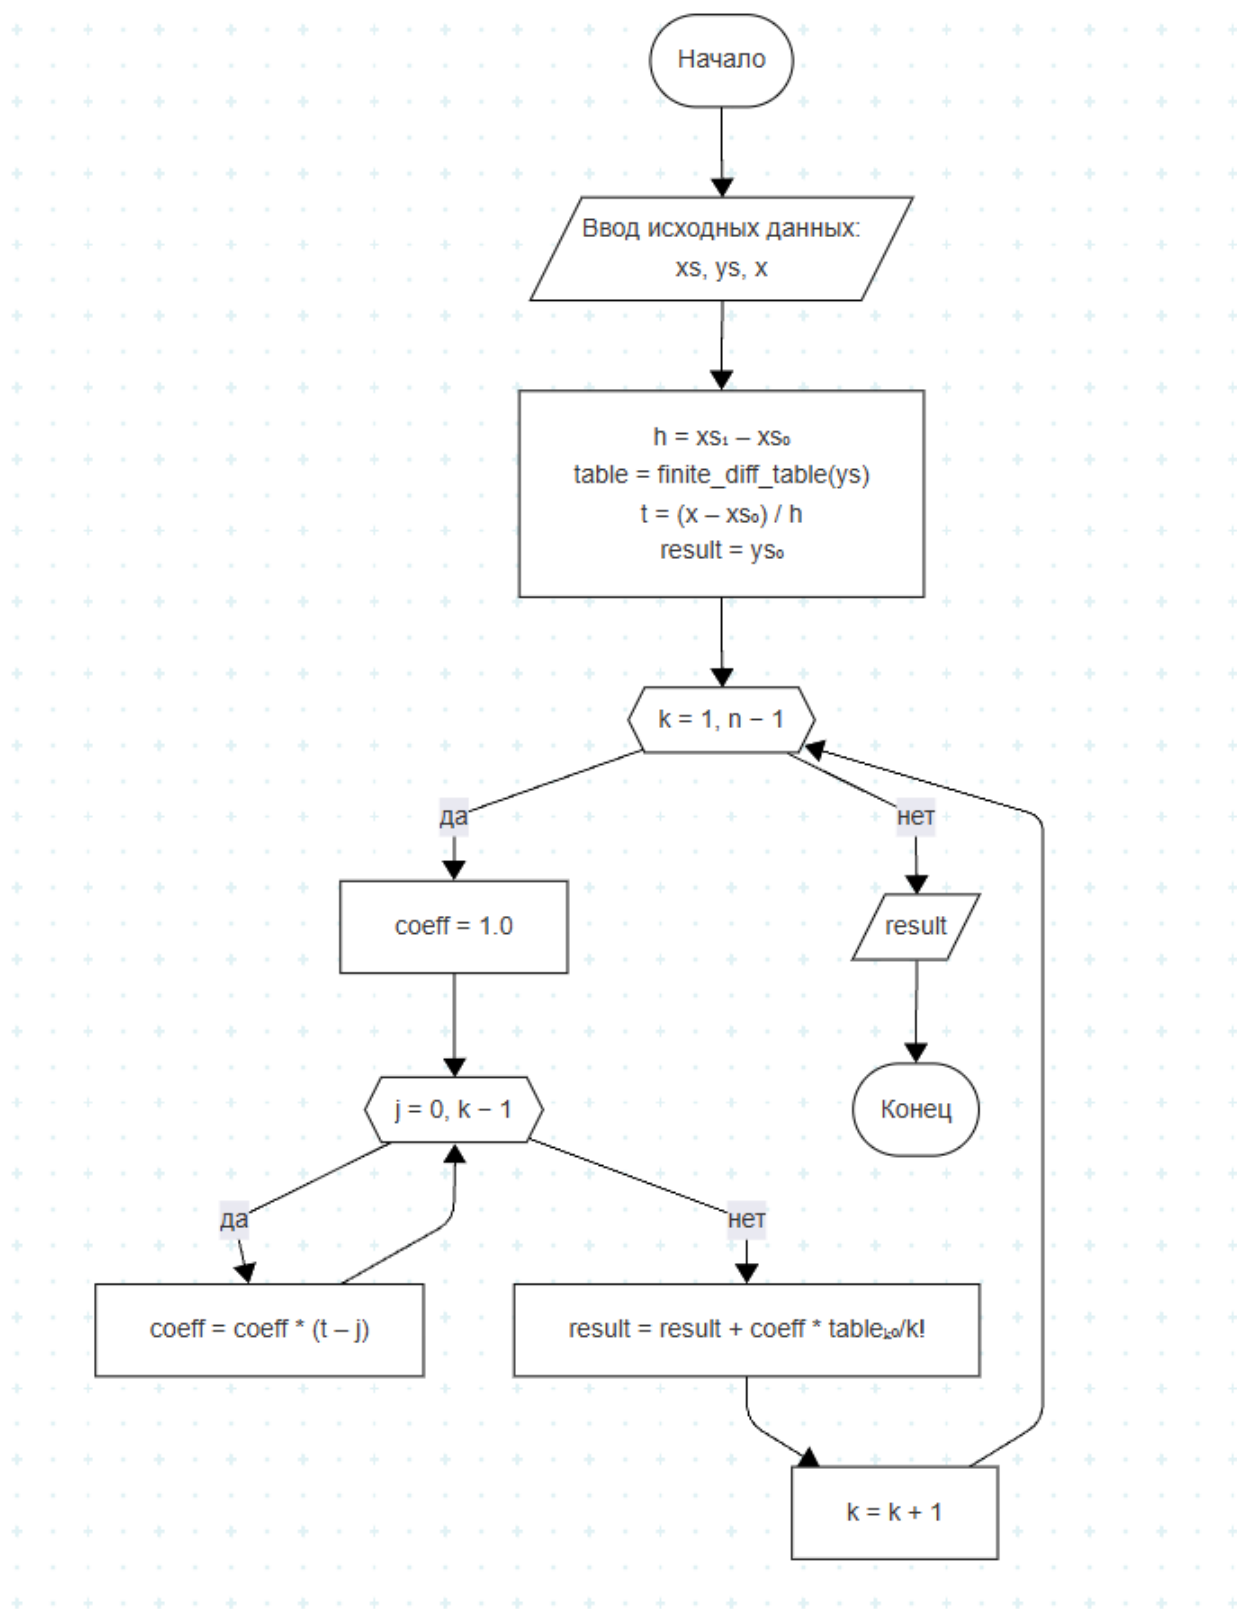 Начало
Ввод исходных данных:
xs, ys, x
h = xs₁ – xs₀
table = finite_diff_table(ys)
t = (x – xs₀) / h
result = ys₀
k = 1, n − 1
да
нет
coeff = 1.0
result
j = 0, k − 1
Конец
да
нет
coeff = coeff * (t – j)
result = result + coeff * tableₖ₀/k!
k = k + 1